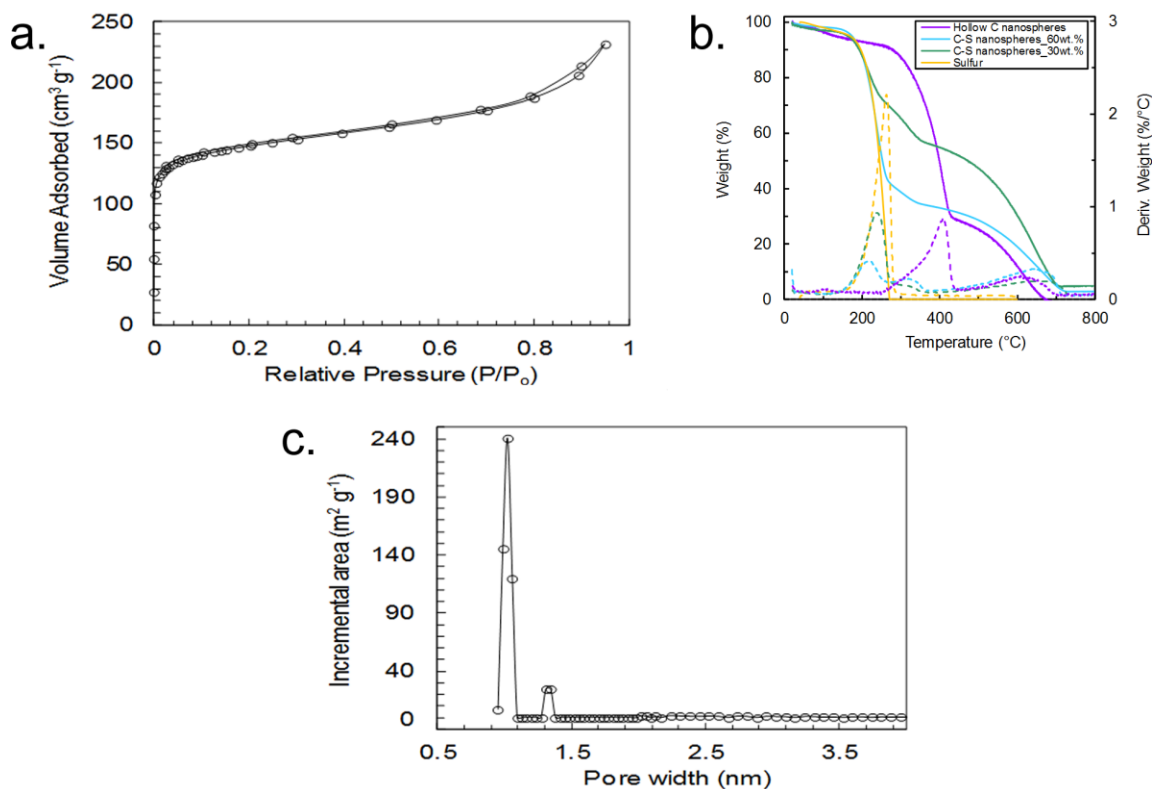 a.
Volume Adsorbed (cm³ g⁻¹)
250
200
150
100
50
0
0
0.2
0.4
0.6
0.8
1
Relative Pressure (P/Pₒ)
b.
Weight (%)
100
80
60
40
20
0
Hollow C nanospheres
C-S nanospheres_60wt.%
C-S nanospheres_30wt.%
Sulfur
3
2
1
0
Deriv. Weight (%/°C)
0
200
400
600
800
Temperature (°C)
c.
Incremental area (m² g⁻¹)
240
190
140
90
40
0
0.5
1.5
2.5
3.5
Pore width (nm)